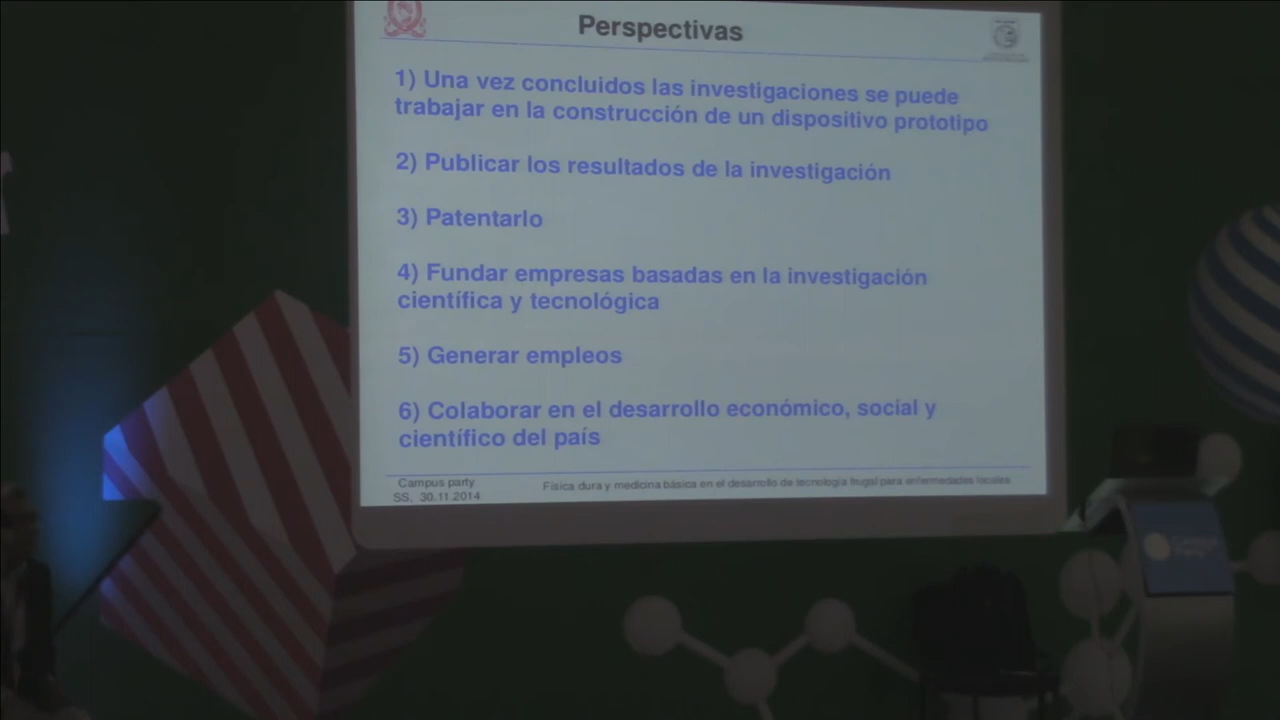 Perspectivas
1) Una vez concluidos las investigaciones se puede
trabajar en la construcción de un dispositivo prototipo
2) Publicar los resultados de la investigación
3) Patentarlo
4) Fundar empresas basadas en la investigación
científica y tecnológica
5) Generar empleos
6) Colaborar en el desarrollo económico, social y
científico del país
Campus party
SS, 30.11.2014
Física dura y medicina básica en el desarrollo de tecnología frugal para enfermedades locales